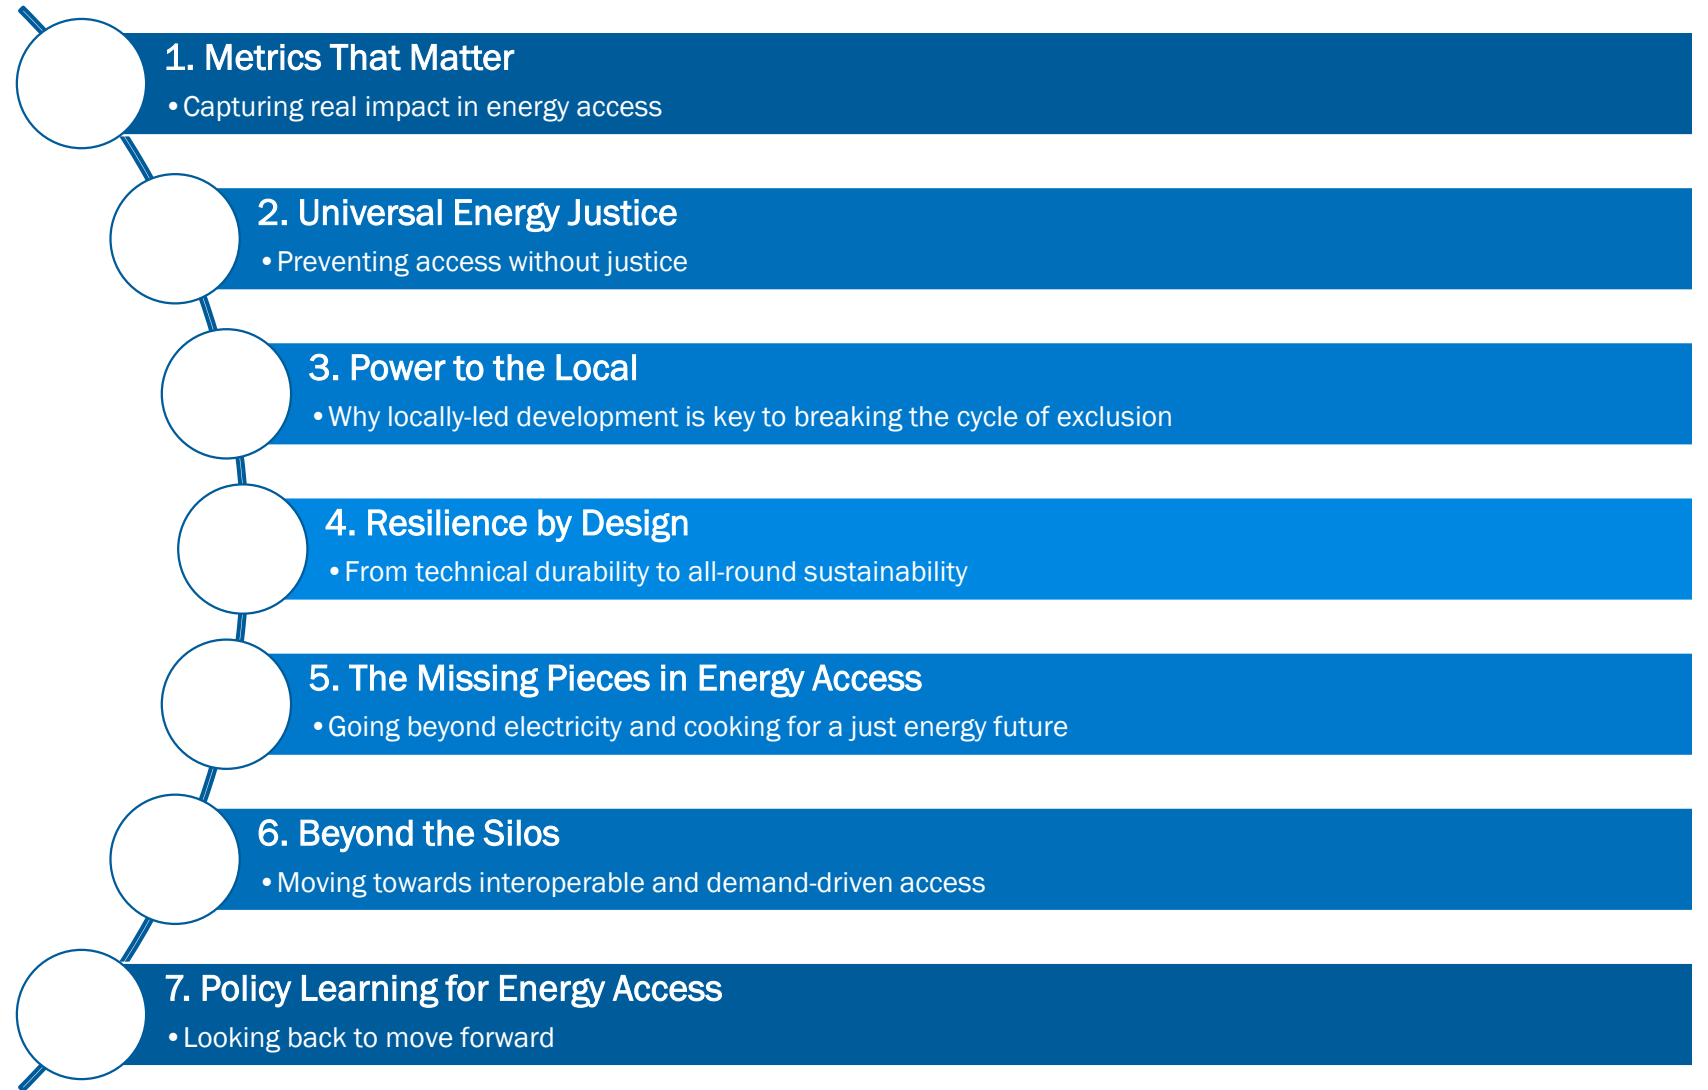 1. Metrics That Matter
•Capturing real impact in energy access
2. Universal Energy Justice
•Preventing access without justice
3. Power to the Local
•Why locally-led development is key to breaking the cycle of exclusion
4. Resilience by Design
•From technical durability to all-round sustainability
5. The Missing Pieces in Energy Access
•Going beyond electricity and cooking for a just energy future
6. Beyond the Silos
•Moving towards interoperable and demand-driven access
7. Policy Learning for Energy Access
•Looking back to move forward